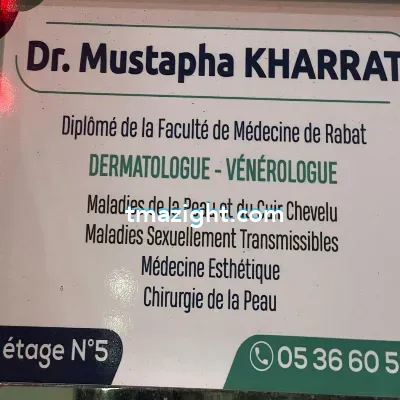 Dr. Mustapha KHARRAT
Diplômé de la Faculté de Médecine de Rabat
DERMATOLOGUE - VÉNÉROLOGUE
Maladies de la Peau et du Cuir Chevelu
tmazight.com
Maladies Sexuellement Transmissibles
Médecine Esthétique
Chirurgie de la Peau
étage N°5
05 36 60 5